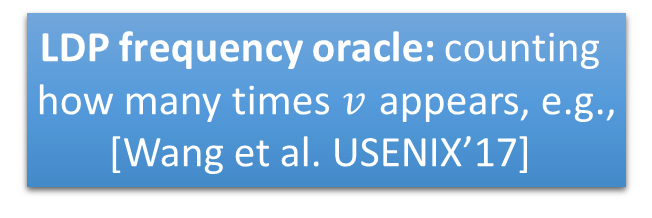 LDP frequency oracle: counting
how many times 𝑣 appears, e.g.,
[Wang et al. USENIX’17]